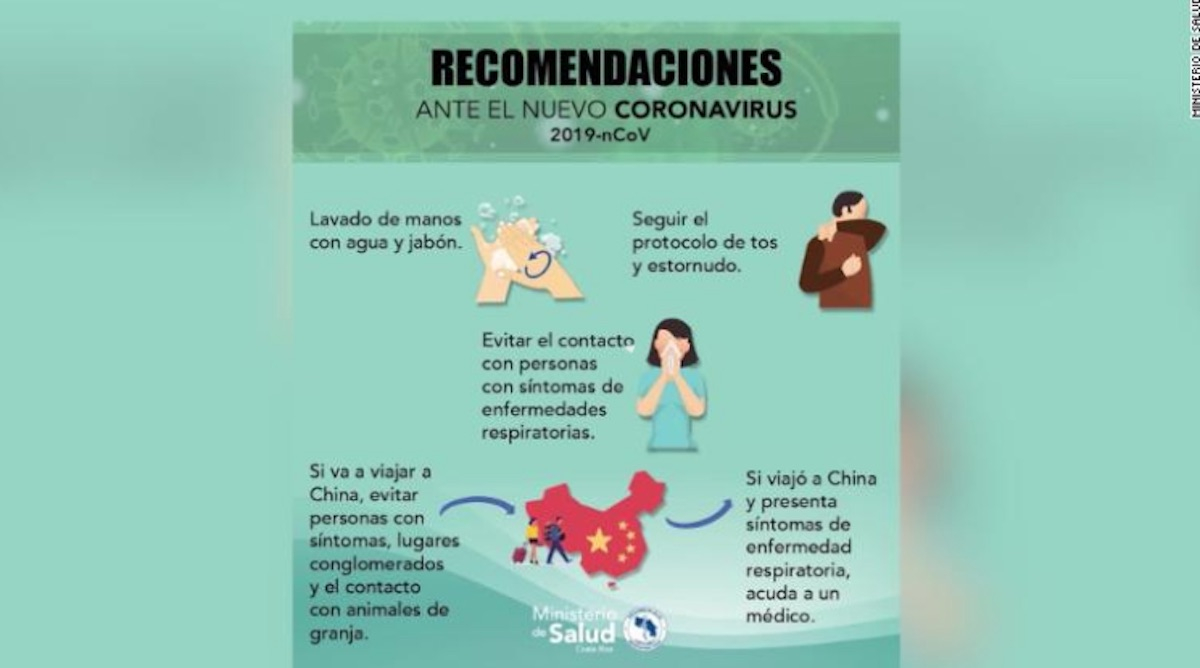 RECOMENDACIONES
ANTE EL NUEVO CORONAVIRUS
2019-nCoV
Lavado de manos
con agua y jabón.
Seguir el
protocolo de tos
y estornudo.
Evitar el contacto
con personas
con síntomas de
enfermedades
respiratorias.
Si va a viajar a
China, evitar
personas con
síntomas, lugares
conglomerados
y el contacto
con animales de
granja.
Si viajó a China
y presenta
síntomas de
enfermedad
respiratoria,
acuda a un
médico.
Ministerio
de Salud
Costa Rica
MINISTERIO DE SALUD